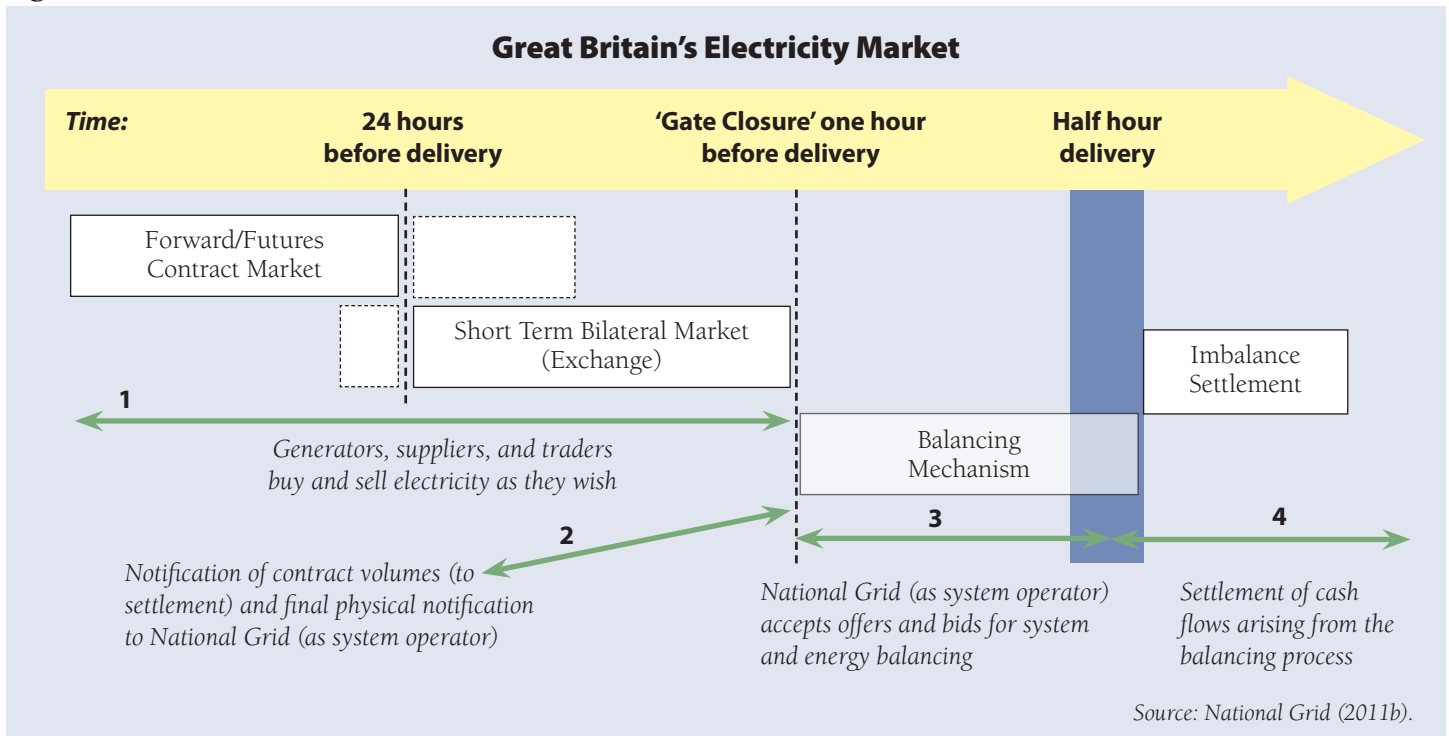 Great Britain's Electricity Market
Time:
24 hours
before delivery
'Gate Closure' one hour
before delivery
Half hour
delivery
Forward/Futures
Contract Market
Short Term Bilateral Market
(Exchange)
Imbalance
Settlement
1
Generators, suppliers, and traders
buy and sell electricity as they wish
Balancing
Mechanism
2
Notification of contract volumes (to
settlement) and final physical notification
to National Grid (as system operator)
3
National Grid (as system operator)
accepts offers and bids for system
and energy balancing
4
Settlement of cash
flows arising from the
balancing process
Source: National Grid (2011b).